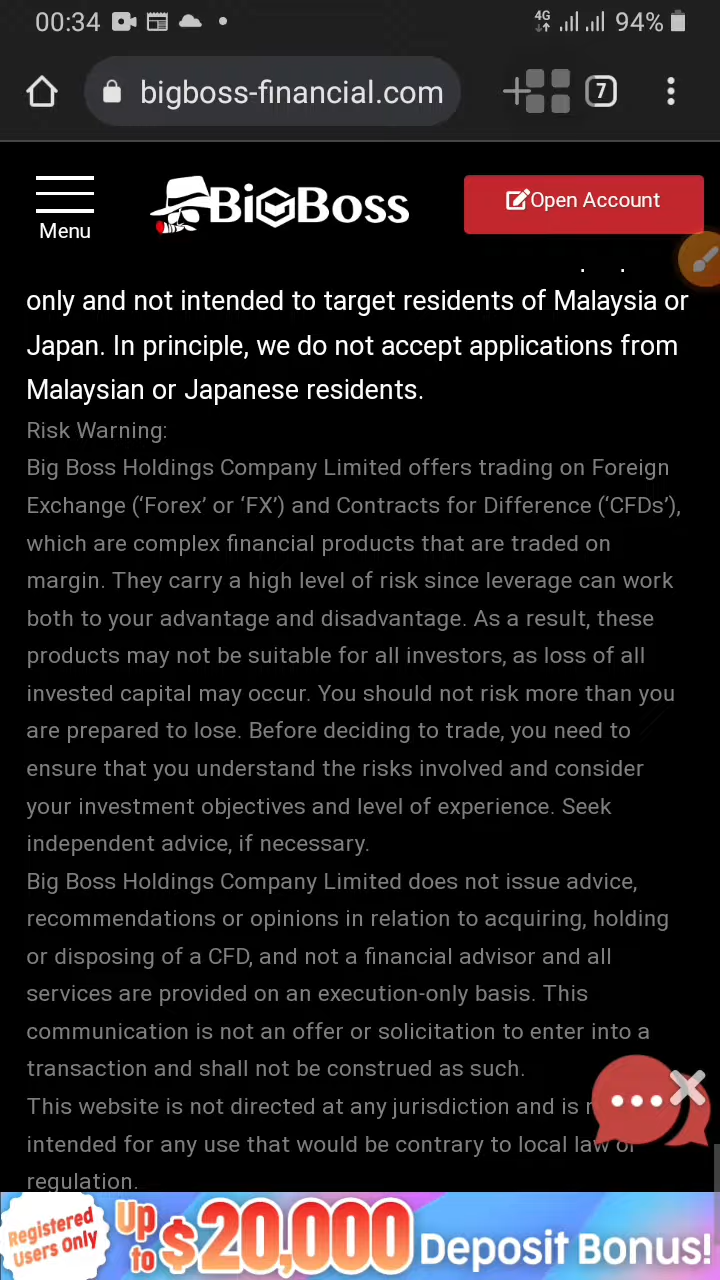 00:34
4G
94%
bigboss-financial.com
7
Menu
BigBoss
Open Account
only and not intended to target residents of Malaysia or
Japan. In principle, we do not accept applications from
Malaysian or Japanese residents.
Risk Warning:
Big Boss Holdings Company Limited offers trading on Foreign
Exchange (‘Forex’ or ‘FX’) and Contracts for Difference (‘CFDs’),
which are complex financial products that are traded on
margin. They carry a high level of risk since leverage can work
both to your advantage and disadvantage. As a result, these
products may not be suitable for all investors, as loss of all
invested capital may occur. You should not risk more than you
are prepared to lose. Before deciding to trade, you need to
ensure that you understand the risks involved and consider
your investment objectives and level of experience. Seek
independent advice, if necessary.
Big Boss Holdings Company Limited does not issue advice,
recommendations or opinions in relation to acquiring, holding
or disposing of a CFD, and not a financial advisor and all
services are provided on an execution-only basis. This
communication is not an offer or solicitation to enter into a
transaction and shall not be construed as such.
This website is not directed at any jurisdiction and is
intended for any use that would be contrary to local law or
regulation.
Registered
Users Only
Up
to
$20,000
Deposit Bonus!